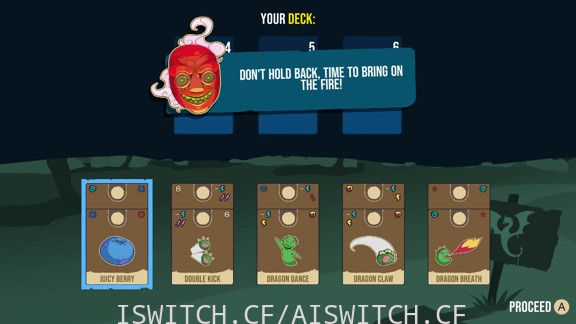 YOUR DECK:
4 5 6
DON'T HOLD BACK, TIME TO BRING ON
THE FIRE!
JUICY BERRY
DOUBLE KICK
DRAGON DANCE
DRAGON CLAW
DRAGON BREATH
PROCEED A
ISWITCH.CF/AISWITCH.CF